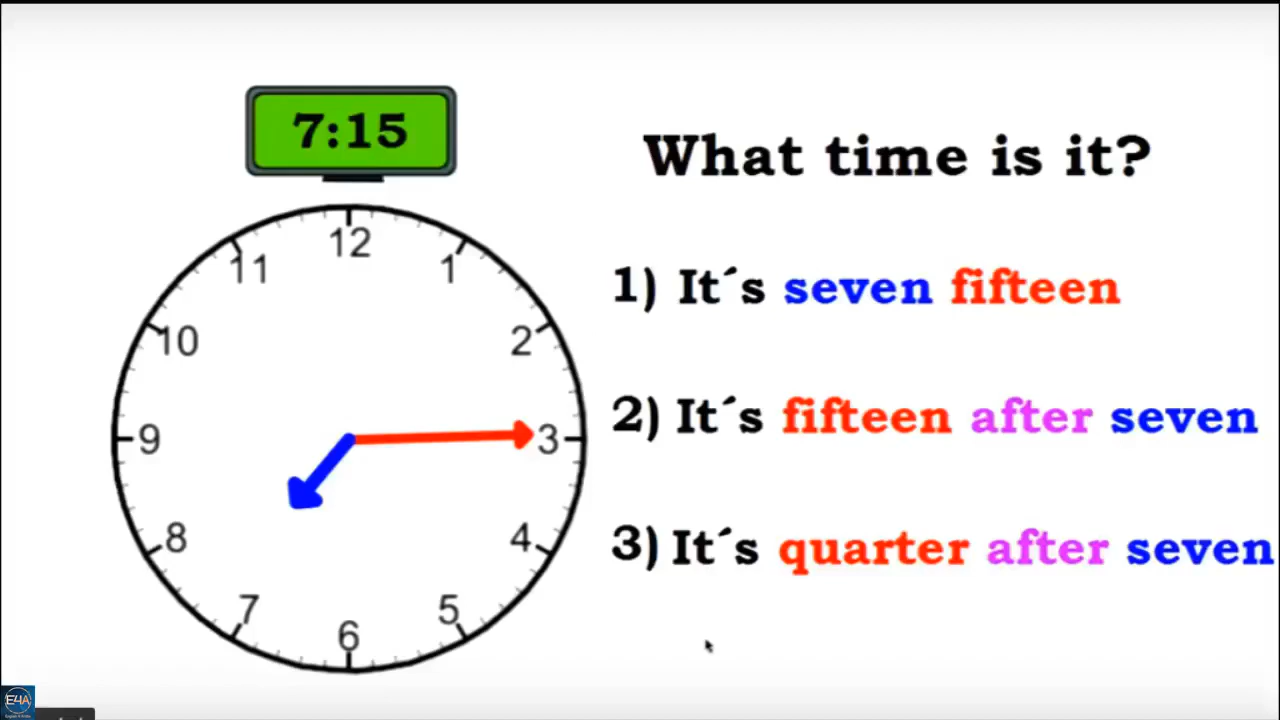 7:15
What time is it?
12
11
1
10
2
9
3
8
4
7
5
6
1) It´s seven fifteen
2) It´s fifteen after seven
3) It´s quarter after seven
E4A